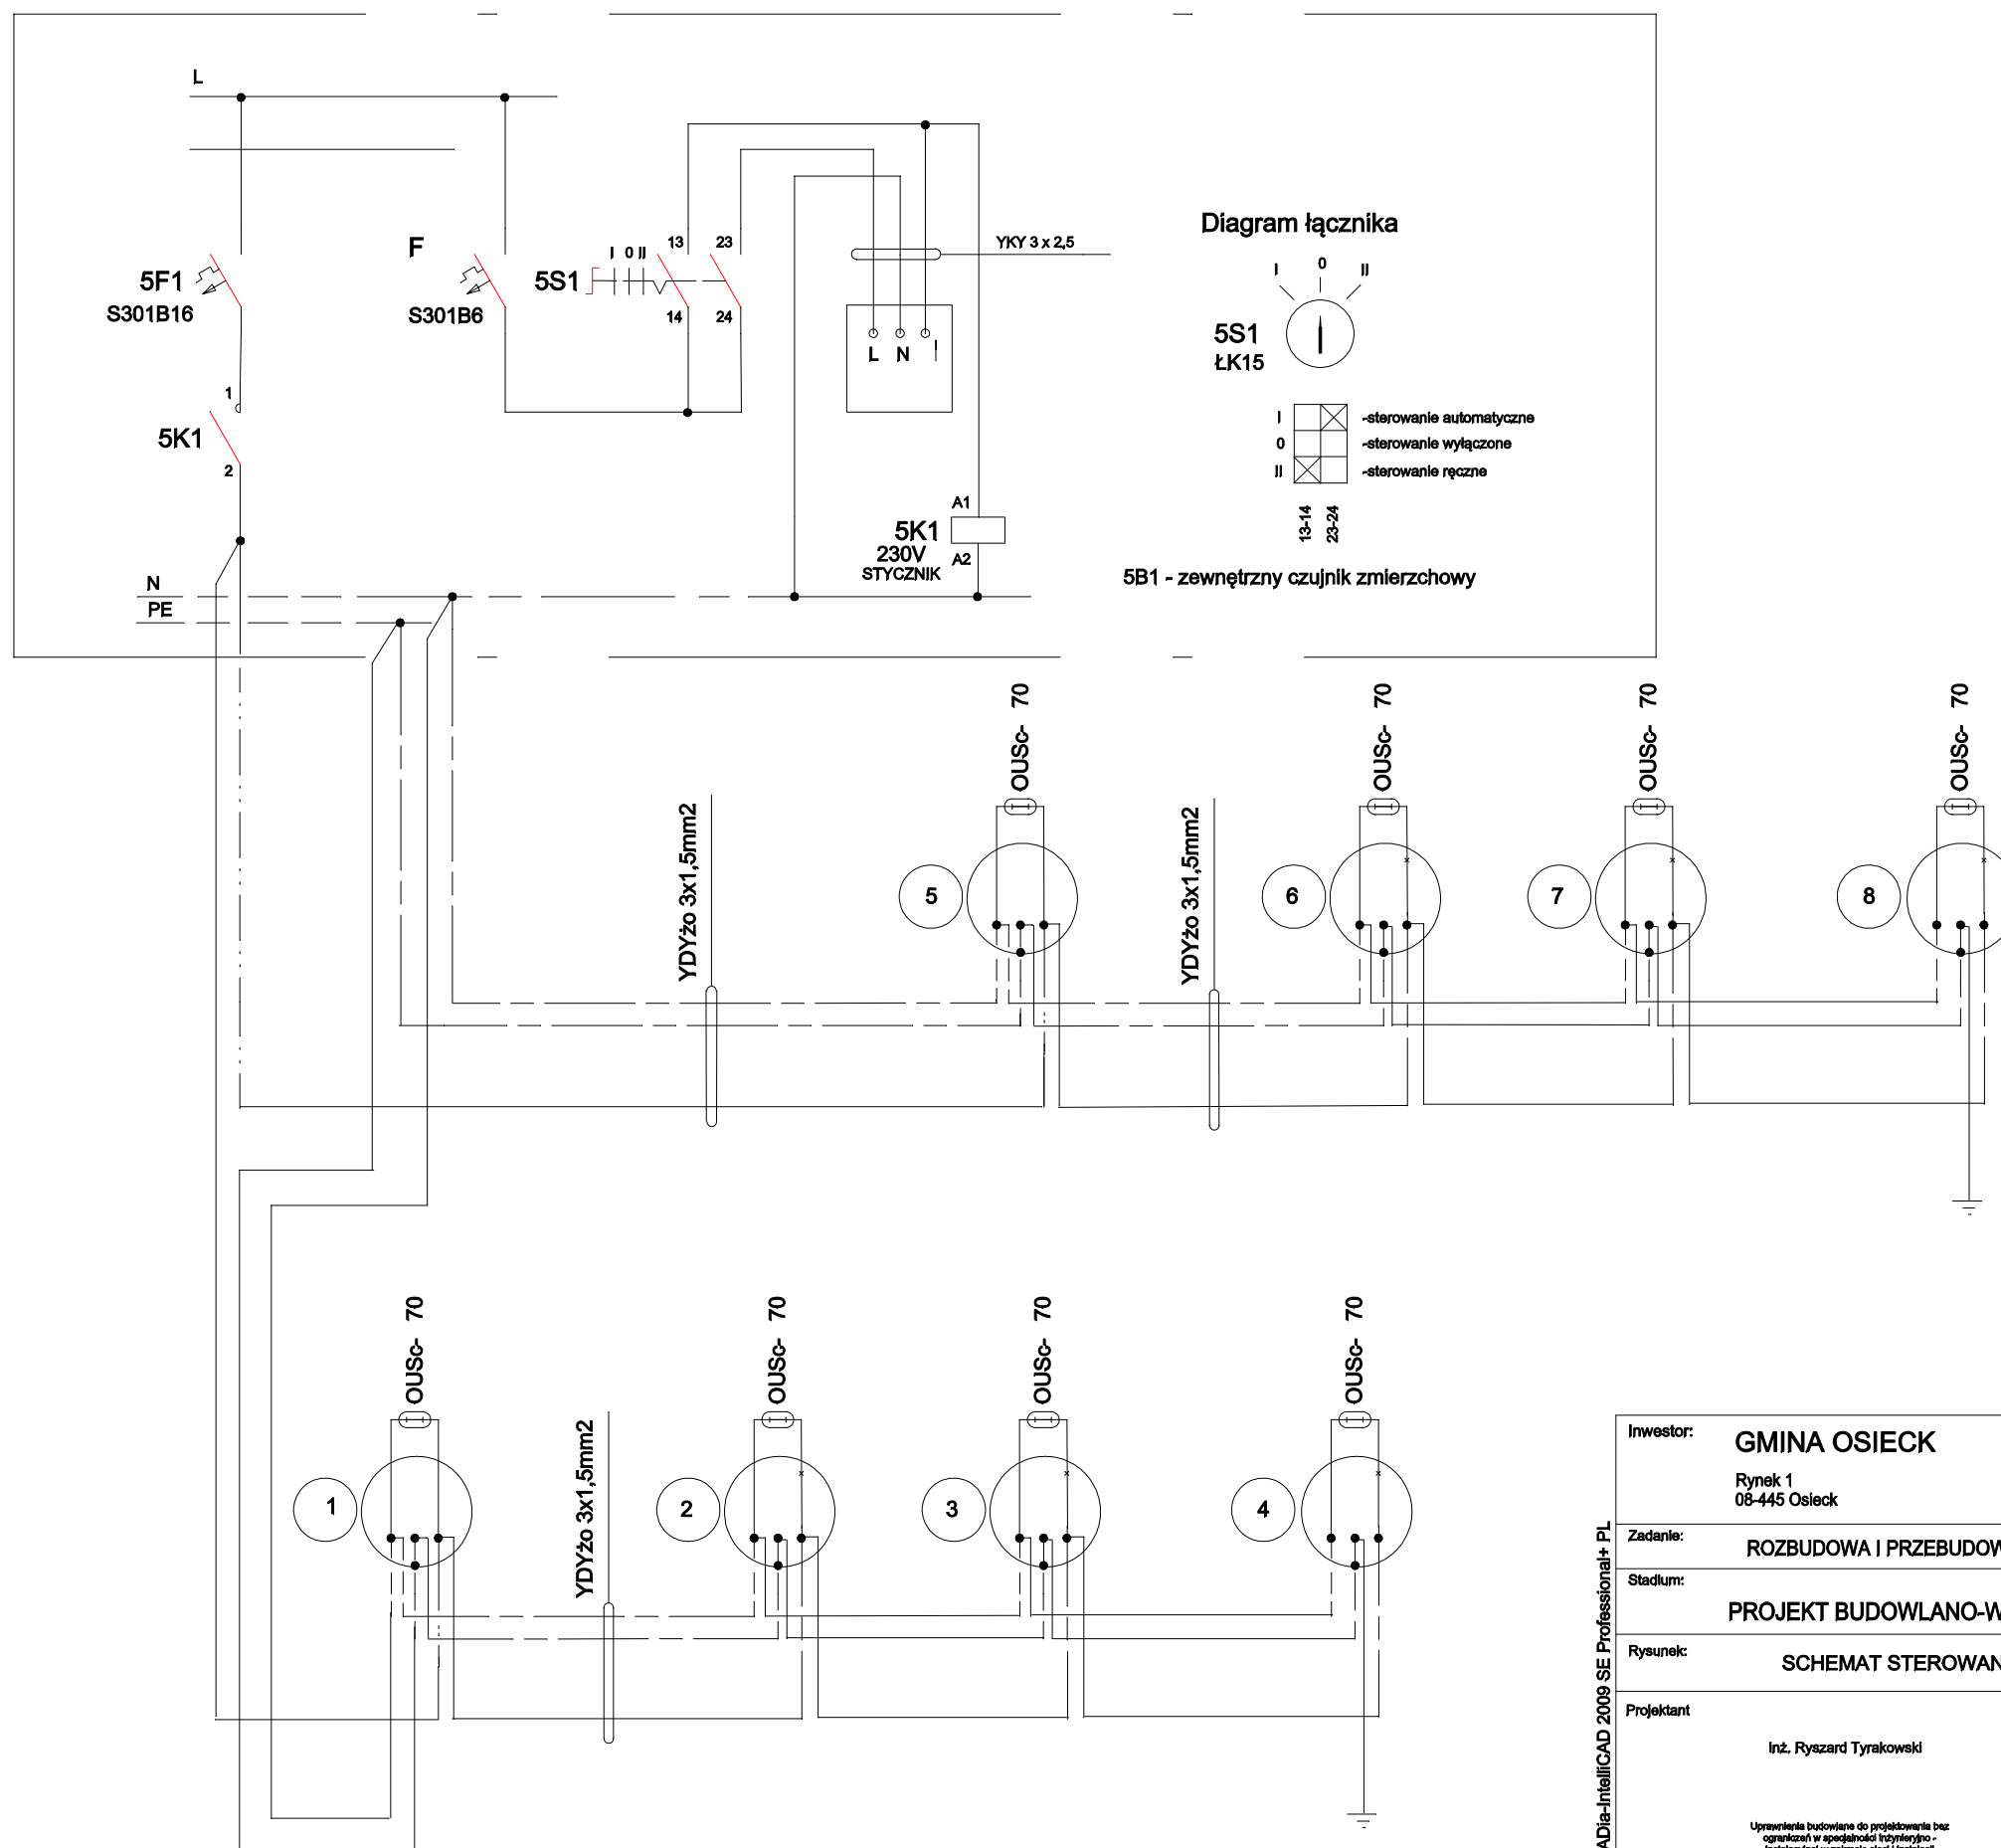 L
F
5F1
S301B16
S301B6
5S1
I 0 II
13
23
14
24
YKY 3 x 2,5
L N I
1
5K1
2
A1
5K1
230V
A2
STYCZNIK
N
PE
Diagram łącznika
I 0 II
5S1
ŁK15
I -sterowanie automatyczne
0 -sterowanie wyłączone
II -sterowanie ręczne
13-14
23-24
5B1 - zewnętrzny czujnik zmierzchowy
OUSc- 70
OUSc- 70
OUSc- 70
OUSc- 70
YDYżo 3x1,5mm2
YDYżo 3x1,5mm2
5
6
7
8
OUSc- 70
OUSc- 70
OUSc- 70
OUSc- 70
YDYżo 3x1,5mm2
1
2
3
4
Inwestor:
GMINA OSIECK
Rynek 1
08-445 Osieck
Zadanie:
ROZBUDOWA I PRZEBUDOW
Stadium:
PROJEKT BUDOWLANO-W
Rysunek:
SCHEMAT STEROWAN
Projektant
inż. Ryszard Tyrakowski
Uprawnienia budowlane do projektowania bez
ograniczeń w specjalności inżynieryjno -
ADia-IntelliCAD 2009 SE Professional+ PL